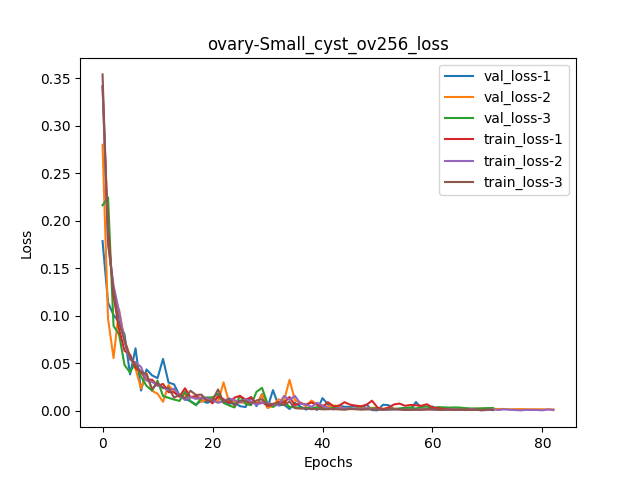 ovary-Small_cyst_ov256_loss
val_loss-1
val_loss-2
val_loss-3
train_loss-1
train_loss-2
train_loss-3
0.35
0.30
0.25
0.20
0.15
0.10
0.05
0.00
Loss
0 20 40 60 80
Epochs